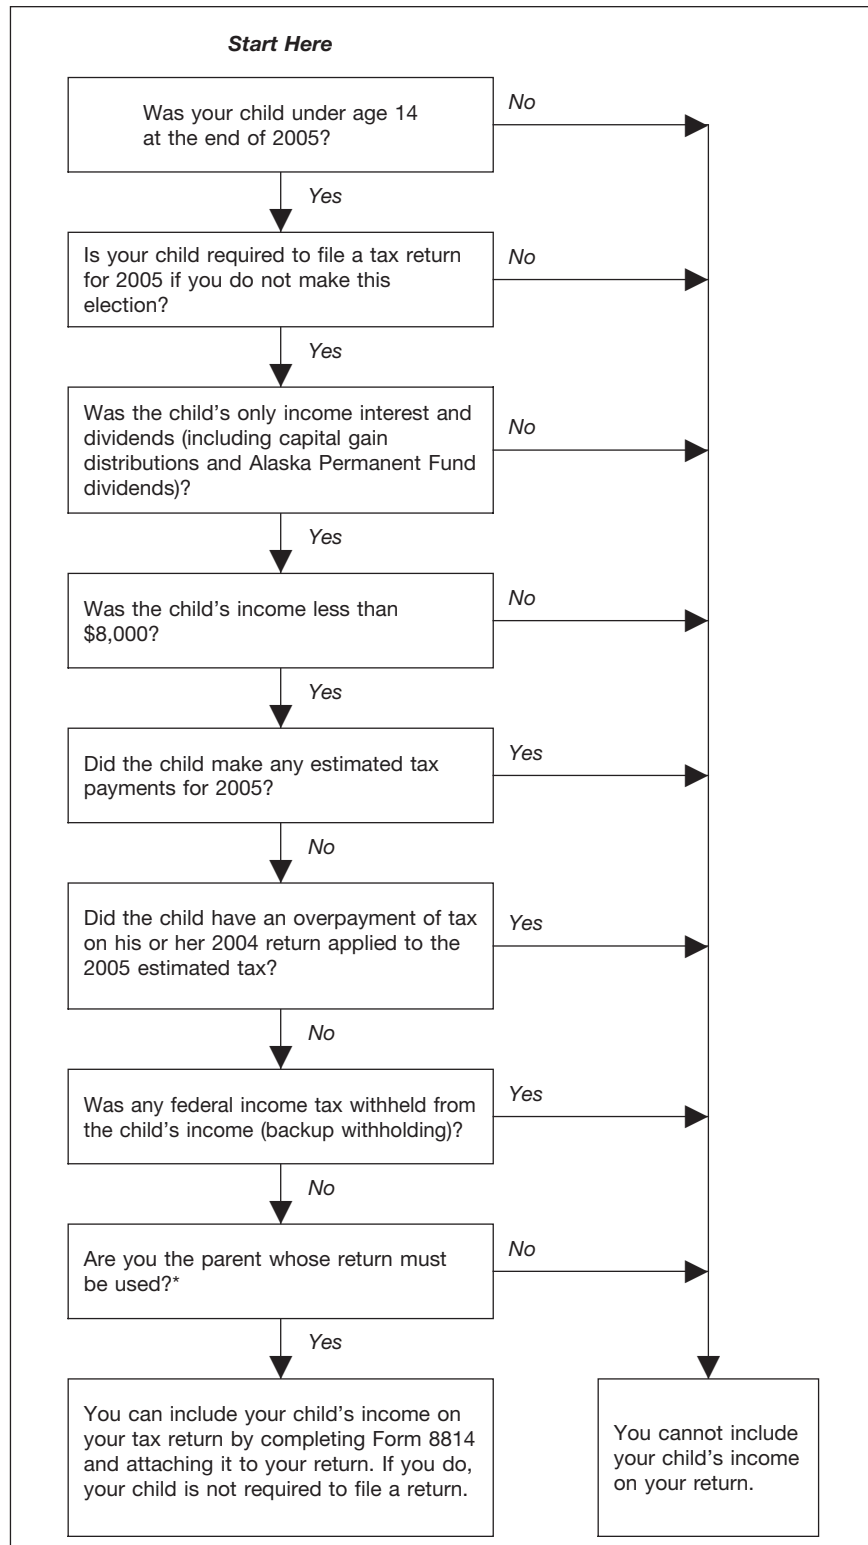 Start Here
Was your child under age 14
at the end of 2005?
No
Yes
Is your child required to file a tax return
for 2005 if you do not make this
election?
No
Yes
Was the child's only income interest and
dividends (including capital gain
distributions and Alaska Permanent Fund
dividends)?
No
Yes
Was the child's income less than
$8,000?
No
Yes
Did the child make any estimated tax
payments for 2005?
Yes
No
Did the child have an overpayment of tax
on his or her 2004 return applied to the
2005 estimated tax?
Yes
No
Was any federal income tax withheld from
the child's income (backup withholding)?
Yes
No
Are you the parent whose return must
be used?*
No
Yes
You can include your child's income on
your tax return by completing Form 8814
and attaching it to your return. If you do,
your child is not required to file a return.
You cannot include
your child's income
on your return.